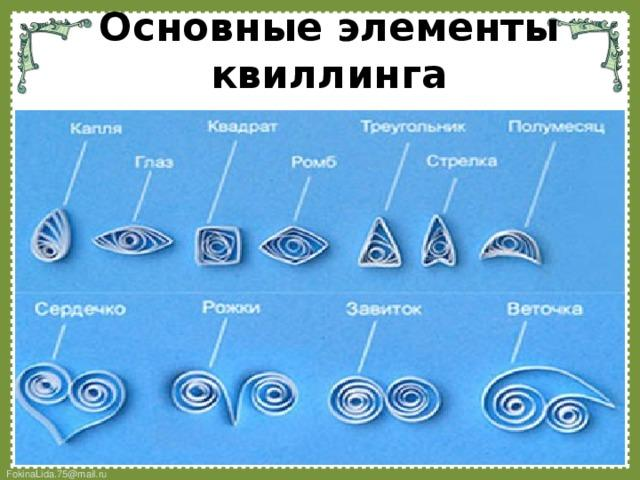 Основные элементы
квиллинга
Капля
Квадрат
Треугольник
Полумесяц
Глаз
Ромб
Стрелка
Сердечко
Рожки
Завиток
Веточка
FokinaLida.75@mail.ru